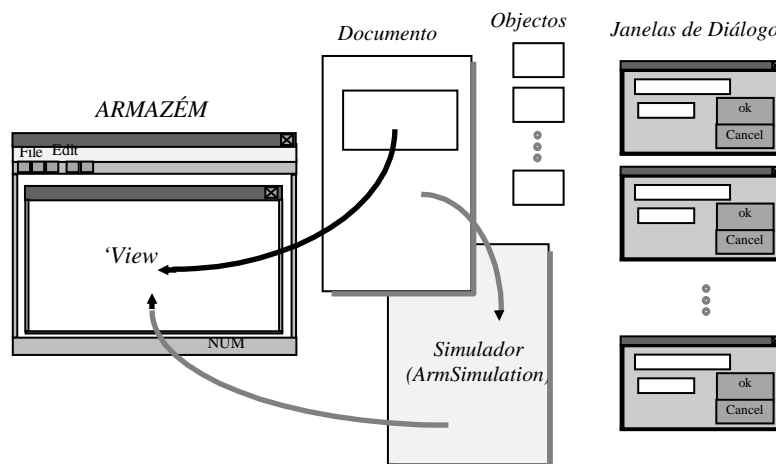 Objectos
Janelas de Diálogo
Documento
ARMAZÉM
File Edit
‘View
NUM
Simulador
(ArmSimulation)
ok
Cancel
ok
Cancel
ok
Cancel